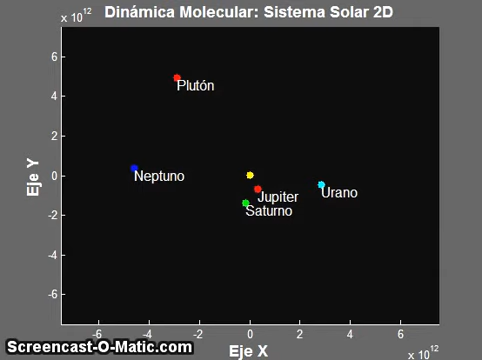 Dinámica Molecular: Sistema Solar 2D
x 10^12
6
4
2
0
-2
-4
-6
Eje Y
Plutón
Neptuno
Urano
Jupiter
Saturno
-6
-4
-2
0
2
4
6
x 10^12
Eje X
Screencast-O-Matic.com